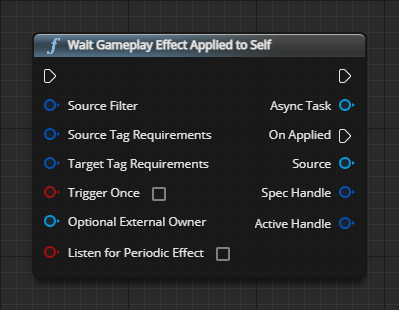 f Wait Gameplay Effect Applied to Self
Source Filter Async Task
Source Tag Requirements On Applied
Target Tag Requirements Source
Trigger Once Spec Handle
Optional External Owner Active Handle
Listen for Periodic Effect